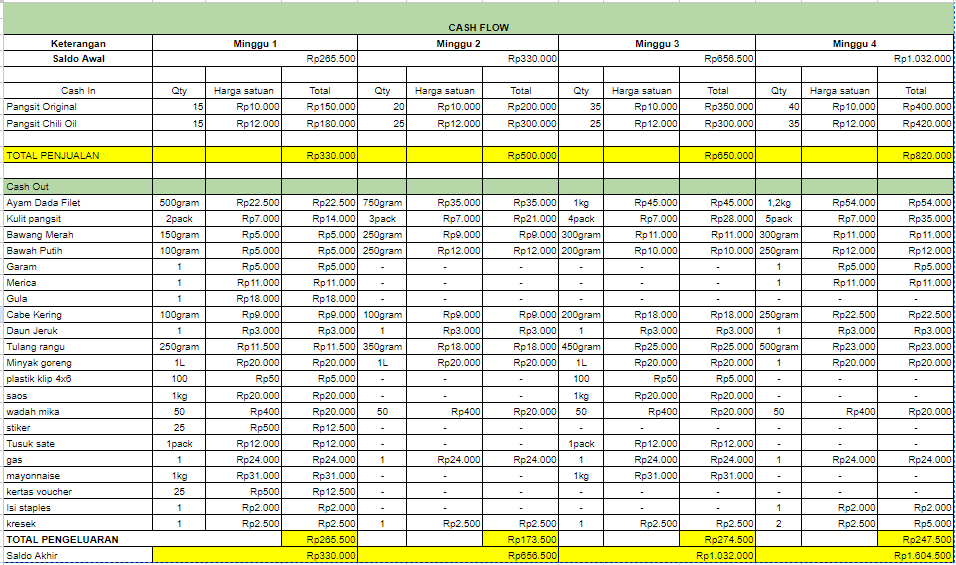 CASH FLOW
Keterangan Minggu 1 Minggu 2 Minggu 3 Minggu 4
Saldo Awal Rp265.500 Rp330.000 Rp656.500 Rp1.032.000
Cash In Qty Harga satuan Total Qty Harga satuan Total Qty Harga satuan Total Qty Harga satuan Total
Pangsit Original 15 Rp10.000 Rp150.000 20 Rp10.000 Rp200.000 35 Rp10.000 Rp350.000 40 Rp10.000 Rp400.000
Pangsit Chili Oil 15 Rp12.000 Rp180.000 25 Rp12.000 Rp300.000 25 Rp12.000 Rp300.000 35 Rp12.000 Rp420.000
TOTAL PENJUALAN Rp330.000 Rp500.000 Rp650.000 Rp820.000
Cash Out
Ayam Dada Filet 500gram Rp22.500 Rp22.500 750gram Rp35.000 Rp35.000 1kg Rp45.000 Rp45.000 1,2kg Rp54.000 Rp54.000
Kulit pangsit 2pack Rp7.000 Rp14.000 3pack Rp7.000 Rp21.000 4pack Rp7.000 Rp28.000 5pack Rp7.000 Rp35.000
Bawang Merah 150gram Rp5.000 Rp5.000 250gram Rp9.000 Rp9.000 300gram Rp11.000 Rp11.000 300gram Rp11.000 Rp11.000
Bawah Putih 100gram Rp5.000 Rp5.000 250gram Rp12.000 Rp12.000 200gram Rp10.000 Rp10.000 250gram Rp12.000 Rp12.000
Garam 1 Rp5.000 Rp5.000 - - - - - - 1 Rp5.000 Rp5.000
Merica 1 Rp11.000 Rp11.000 - - - - - - 1 Rp11.000 Rp11.000
Gula 1 Rp18.000 Rp18.000 - - - - - - - - -
Cabe Kering 100gram Rp9.000 Rp9.000 100gram Rp9.000 Rp9.000 200gram Rp18.000 Rp18.000 250gram Rp22.500 Rp22.500
Daun Jeruk 1 Rp3.000 Rp3.000 1 Rp3.000 Rp3.000 1 Rp3.000 Rp3.000 1 Rp3.000 Rp3.000
Tulang rangu 250gram Rp11.500 Rp11.500 350gram Rp18.000 Rp18.000 450gram Rp25.000 Rp25.000 500gram Rp23.000 Rp23.000
Minyak goreng 1L Rp20.000 Rp20.000 1L Rp20.000 Rp20.000 1L Rp20.000 Rp20.000 1 Rp20.000 Rp20.000
plastik klip 4x6 100 Rp50 Rp5.000 - - - 100 Rp50 Rp5.000 - - -
saos 1kg Rp20.000 Rp20.000 - - - 1kg Rp20.000 Rp20.000 - - -
wadah mika 50 Rp400 Rp20.000 50 Rp400 Rp20.000 50 Rp400 Rp20.000 50 Rp400 Rp20.000
stiker 25 Rp500 Rp12.500 - - - - - - - - -
Tusuk sate 1pack Rp12.000 Rp12.000 - - - 1pack Rp12.000 Rp12.000 - - -
gas 1 Rp24.000 Rp24.000 1 Rp24.000 Rp24.000 1 Rp24.000 Rp24.000 1 Rp24.000 Rp24.000
mayonnaise 1kg Rp31.000 Rp31.000 - - - 1kg Rp31.000 Rp31.000 - - -
kertas voucher 25 Rp500 Rp12.500 - - - - - - - - -
Isi staples 1 Rp2.000 Rp2.000 - - - - - - 1 Rp2.000 Rp2.000
kresek 1 Rp2.500 Rp2.500 1 Rp2.500 Rp2.500 1 Rp2.500 Rp2.500 2 Rp2.500 Rp5.000
TOTAL PENGELUARAN Rp265.500 Rp173.500 Rp274.500 Rp247.500
Saldo Akhir Rp330.000 Rp656.500 Rp1.032.000 Rp1.604.500